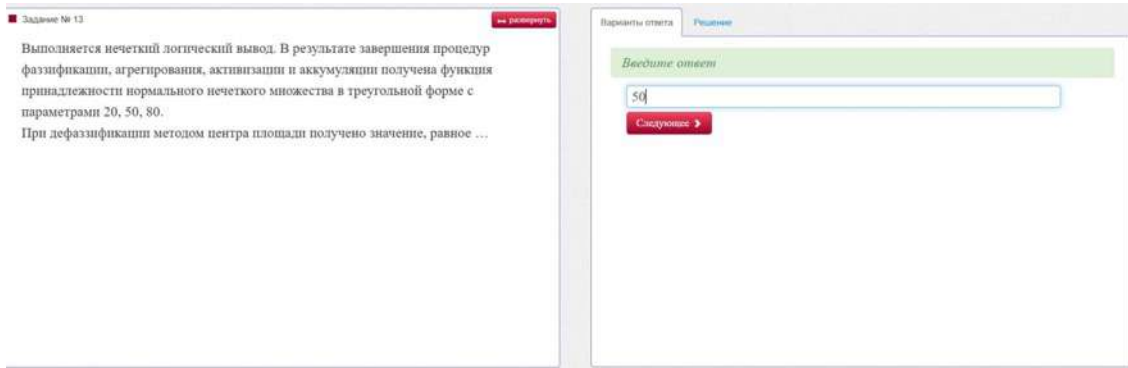 Задание № 13
развернуть
Выполняется нечеткий логический вывод. В результате завершения процедур
фаззификации, агрегирования, активизации и аккумуляции получена функция
принадлежности нормального нечеткого множества в треугольной форме с
параметрами 20, 50, 80.
При дефаззификации методом центра площади получено значение, равное …
Варианты ответа
Решение
Введите ответ
50
Следующее